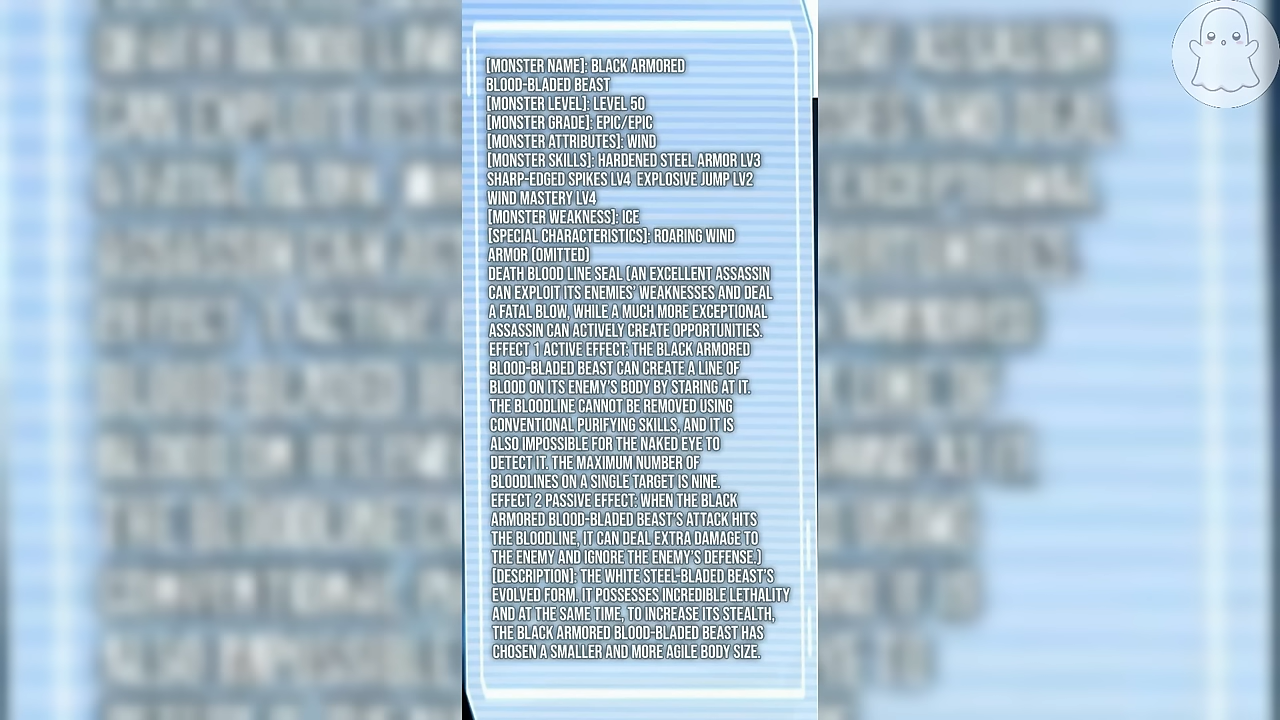 [MONSTER NAME]: BLACK ARMORED
BLOOD-BLADED BEAST
[MONSTER LEVEL]: LEVEL 50
[MONSTER GRADE]: EPIC/EPIC
[MONSTER ATTRIBUTES]: WIND
[MONSTER SKILLS]: HARDENED STEEL ARMOR LV3
SHARP-EDGED SPIKES LV4 EXPLOSIVE JUMP LV2
WIND MASTERY LV4
[MONSTER WEAKNESS]: ICE
[SPECIAL CHARACTERISTICS]: ROARING WIND
ARMOR (OMITTED)
DEATH BLOOD LINE SEAL (AN EXCELLENT ASSASSIN
CAN EXPLOIT ITS ENEMIES' WEAKNESSES AND DEAL
A FATAL BLOW, WHILE A MUCH MORE EXCEPTIONAL
ASSASSIN CAN ACTIVELY CREATE OPPORTUNITIES.
EFFECT 1 ACTIVE EFFECT: THE BLACK ARMORED
BLOOD-BLADED BEAST CAN CREATE A LINE OF
BLOOD ON ITS ENEMY'S BODY BY STARING AT IT.
THE BLOODLINE CANNOT BE REMOVED USING
CONVENTIONAL PURIFYING SKILLS, AND IT IS
ALSO IMPOSSIBLE FOR THE NAKED EYE TO
DETECT IT. THE MAXIMUM NUMBER OF
BLOODLINES ON A SINGLE TARGET IS NINE.
EFFECT 2 PASSIVE EFFECT: WHEN THE BLACK
ARMORED BLOOD-BLADED BEAST'S ATTACK HITS
THE BLOODLINE, IT CAN DEAL EXTRA DAMAGE TO
THE ENEMY AND IGNORE THE ENEMY'S DEFENSE.)
[DESCRIPTION]: THE WHITE STEEL-BLADED BEAST'S
EVOLVED FORM. IT POSSESSES INCREDIBLE LETHALITY
AND AT THE SAME TIME, TO INCREASE ITS STEALTH,
THE BLACK ARMORED BLOOD-BLADED BEAST HAS
CHOSEN A SMALLER AND MORE AGILE BODY SIZE.